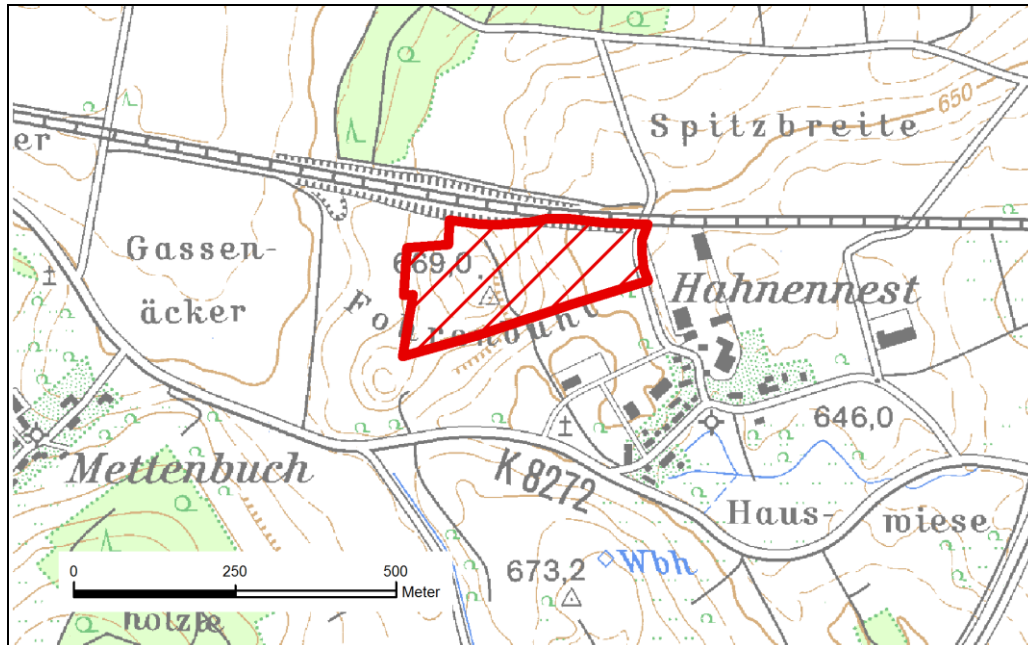 650
Spitzbreite
er
Gassen-
äcker
669,0
Hahnennest
646,0
Mettenbuch
K 8272
Haus-
wiese
Wbh
673,2
0
250
500
Meter